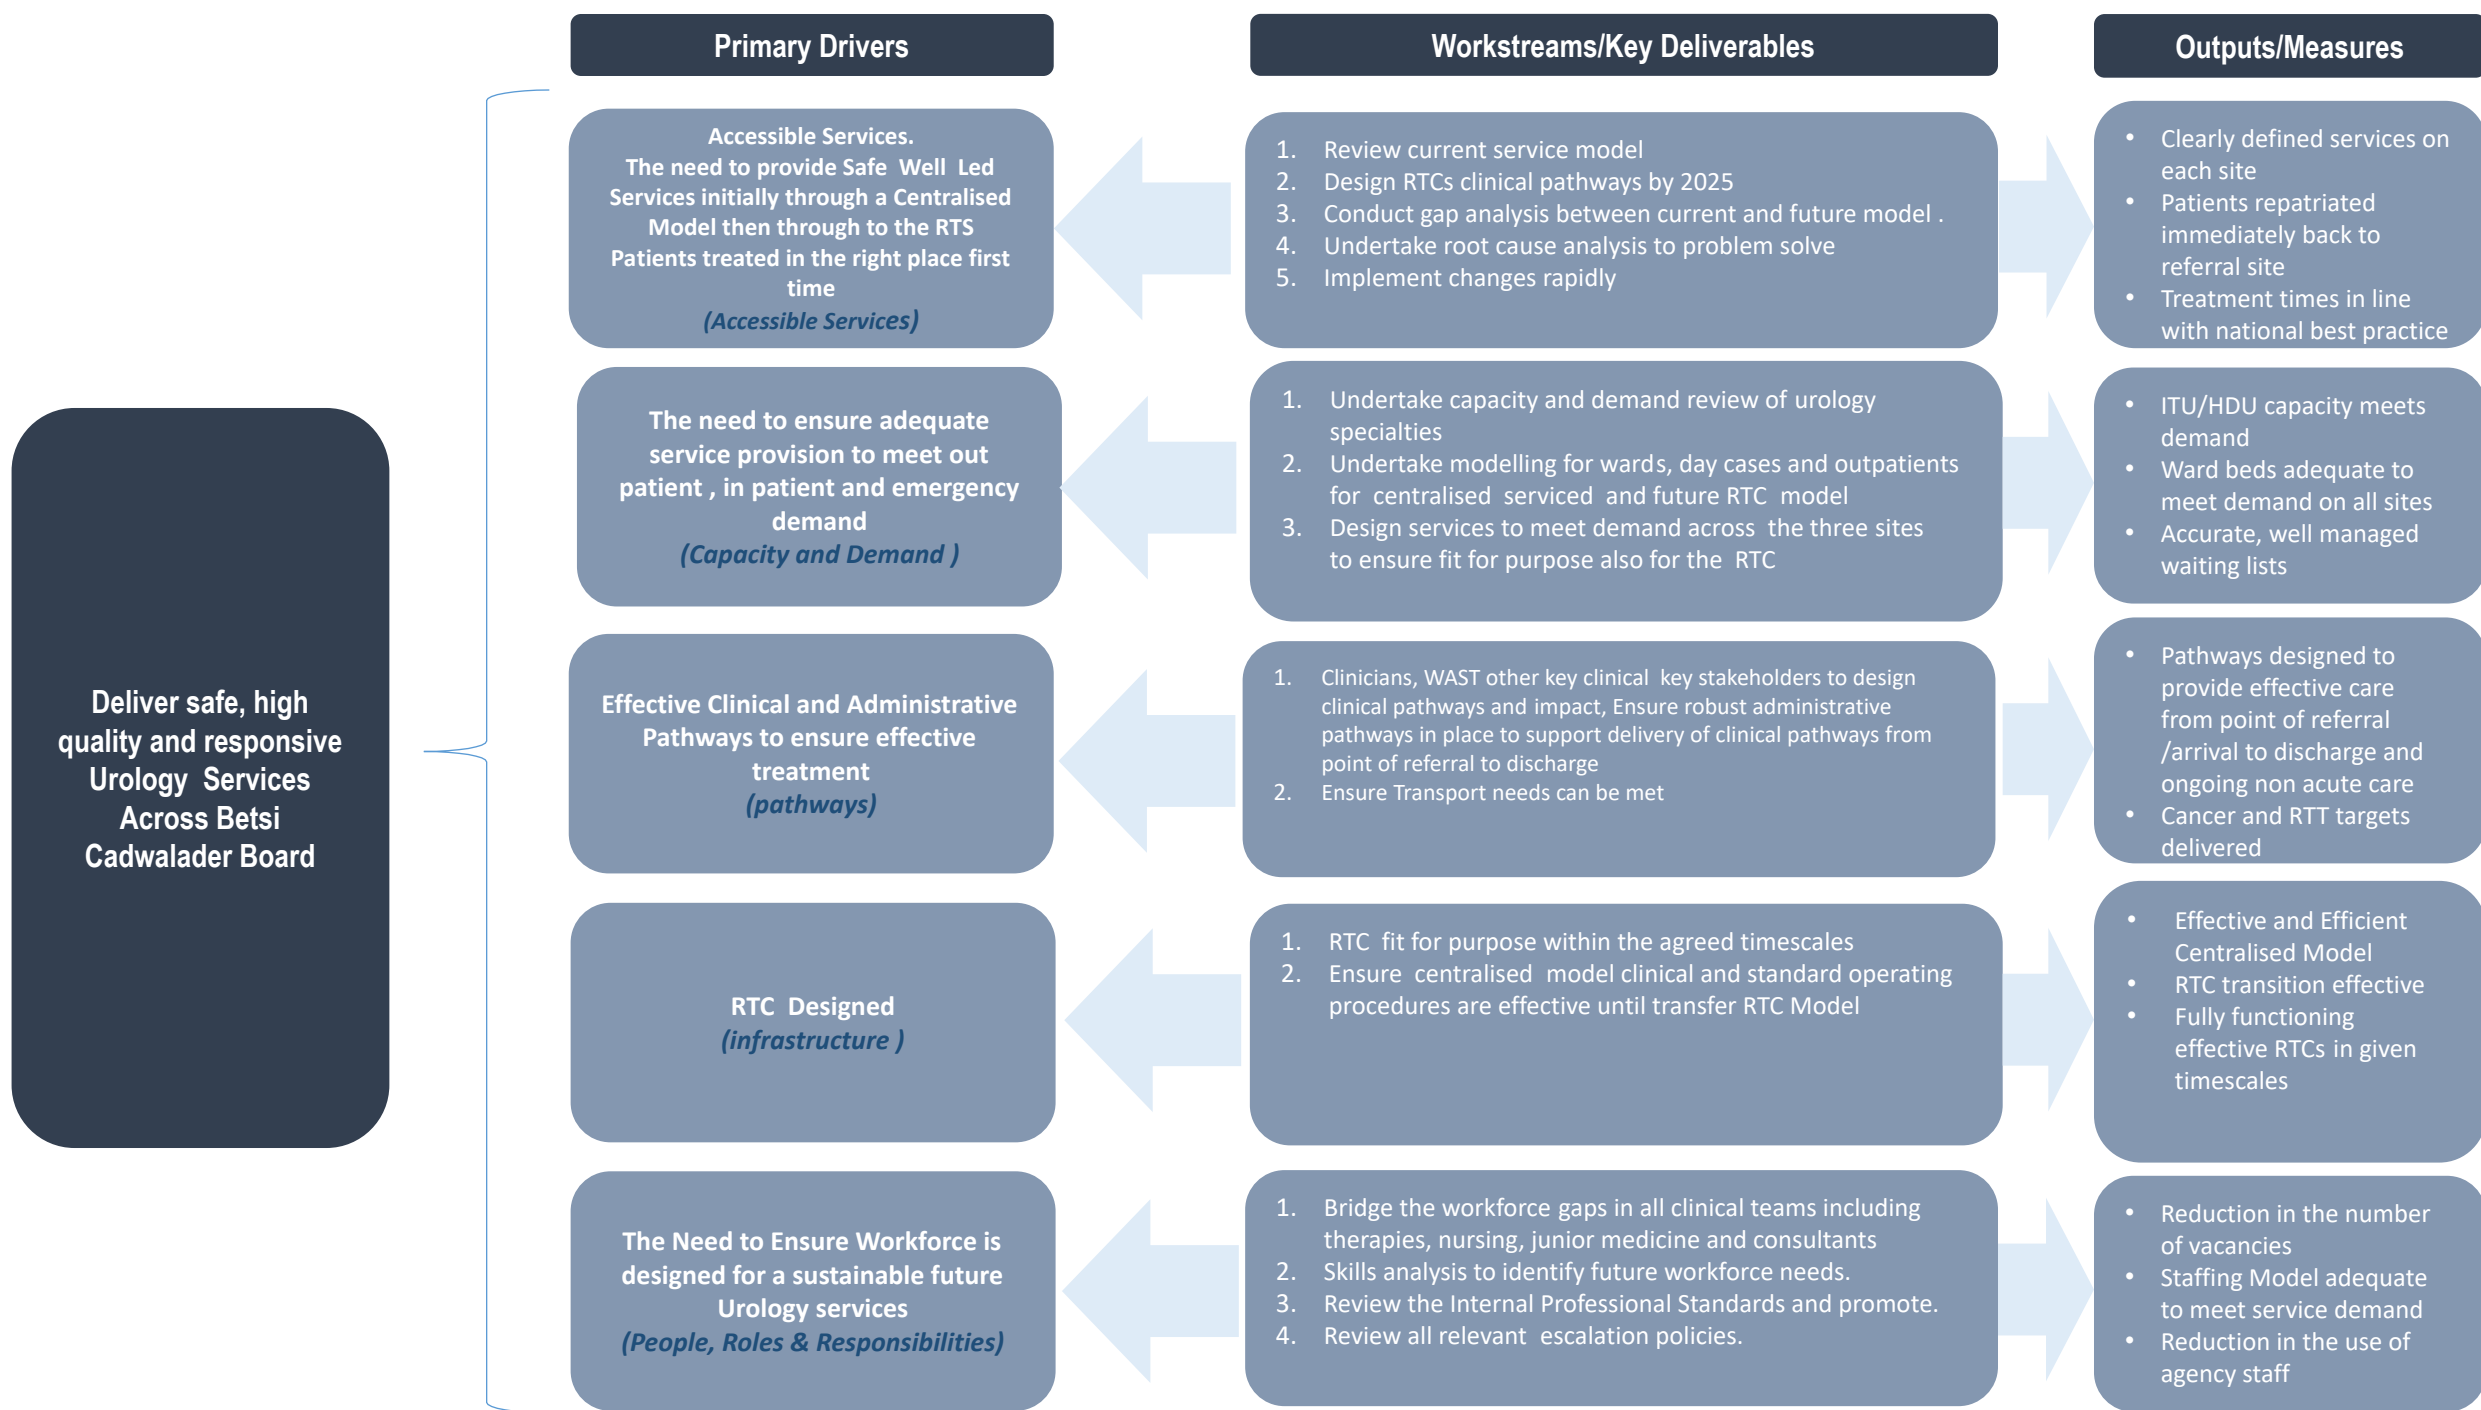 Primary Drivers
Workstreams/Key Deliverables
Outputs/Measures
Deliver safe, high
quality and responsive
Urology Services
Across Betsi
Cadwalader Board
Accessible Services.
The need to provide Safe Well Led
Services initially through a Centralised
Model then through to the RTS
Patients treated in the right place first
time
(Accessible Services)
1. Review current service model
2. Design RTCs clinical pathways by 2025
3. Conduct gap analysis between current and future model .
4. Undertake root cause analysis to problem solve
5. Implement changes rapidly
• Clearly defined services on
each site
• Patients repatriated
immediately back to
referral site
• Treatment times in line
with national best practice
The need to ensure adequate
service provision to meet out
patient , in patient and emergency
demand
(Capacity and Demand )
1. Undertake capacity and demand review of urology
specialties
2. Undertake modelling for wards, day cases and outpatients
for centralised serviced and future RTC model
3. Design services to meet demand across the three sites
to ensure fit for purpose also for the RTC
• ITU/HDU capacity meets
demand
• Ward beds adequate to
meet demand on all sites
• Accurate, well managed
waiting lists
Effective Clinical and Administrative
Pathways to ensure effective
treatment
(pathways)
1. Clinicians, WAST other key clinical key stakeholders to design
clinical pathways and impact, Ensure robust administrative
pathways in place to support delivery of clinical pathways from
point of referral to discharge
2. Ensure Transport needs can be met
• Pathways designed to
provide effective care
from point of referral
/arrival to discharge and
ongoing non acute care
• Cancer and RTT targets
delivered
RTC Designed
(infrastructure )
1. RTC fit for purpose within the agreed timescales
2. Ensure centralised model clinical and standard operating
procedures are effective until transfer RTC Model
• Effective and Efficient
Centralised Model
• RTC transition effective
• Fully functioning
effective RTCs in given
timescales
The Need to Ensure Workforce is
designed for a sustainable future
Urology services
(People, Roles & Responsibilities)
1. Bridge the workforce gaps in all clinical teams including
therapies, nursing, junior medicine and consultants
2. Skills analysis to identify future workforce needs.
3. Review the Internal Professional Standards and promote.
4. Review all relevant escalation policies.
• Reduction in the number
of vacancies
• Staffing Model adequate
to meet service demand
• Reduction in the use of
agency staff